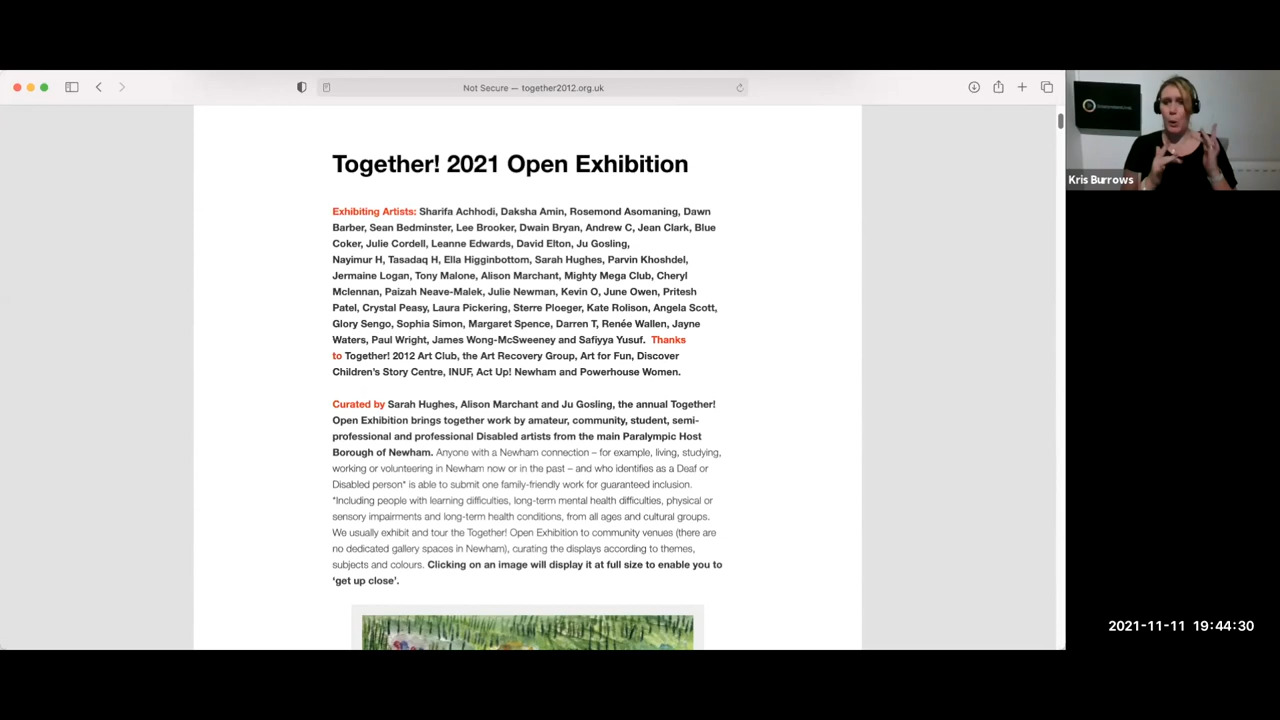 Not Secure — together2012.org.uk
Together! 2021 Open Exhibition
Exhibiting Artists: Sharifa Achhodi, Daksha Amin, Rosemond Asomaning, Dawn
Barber, Sean Bedminster, Lee Brooker, Dwain Bryan, Andrew C, Jean Clark, Blue
Coker, Julie Cordell, Leanne Edwards, David Elton, Ju Gosling,
Nayimur H, Tasadaq H, Ella Higginbottom, Sarah Hughes, Parvin Khoshdel,
Jermaine Logan, Tony Malone, Alison Marchant, Mighty Mega Club, Cheryl
Mclennan, Paizah Neave-Malek, Julie Newman, Kevin O, June Owen, Pritesh
Patel, Crystal Peasy, Laura Pickering, Sterre Ploeger, Kate Rolison, Angela Scott,
Glory Sengo, Sophia Simon, Margaret Spence, Darren T, Renée Wallen, Jayne
Waters, Paul Wright, James Wong-McSweeney and Safiyya Yusuf. Thanks
to Together! 2012 Art Club, the Art Recovery Group, Art for Fun, Discover
Children's Story Centre, INUF, Act Up! Newham and Powerhouse Women.
Curated by Sarah Hughes, Alison Marchant and Ju Gosling, the annual Together!
Open Exhibition brings together work by amateur, community, student, semi-
professional and professional Disabled artists from the main Paralympic Host
Borough of Newham. Anyone with a Newham connection – for example, living, studying,
working or volunteering in Newham now or in the past – and who identifies as a Deaf or
Disabled person* is able to submit one family-friendly work for guaranteed inclusion.
*Including people with learning difficulties, long-term mental health difficulties, physical or
sensory impairments and long-term health conditions, from all ages and cultural groups.
We usually exhibit and tour the Together! Open Exhibition to community venues (there are
no dedicated gallery spaces in Newham), curating the displays according to themes,
subjects and colours. Clicking on an image will display it at full size to enable you to
'get up close'.
Kris Burrows
2021-11-11 19:44:30